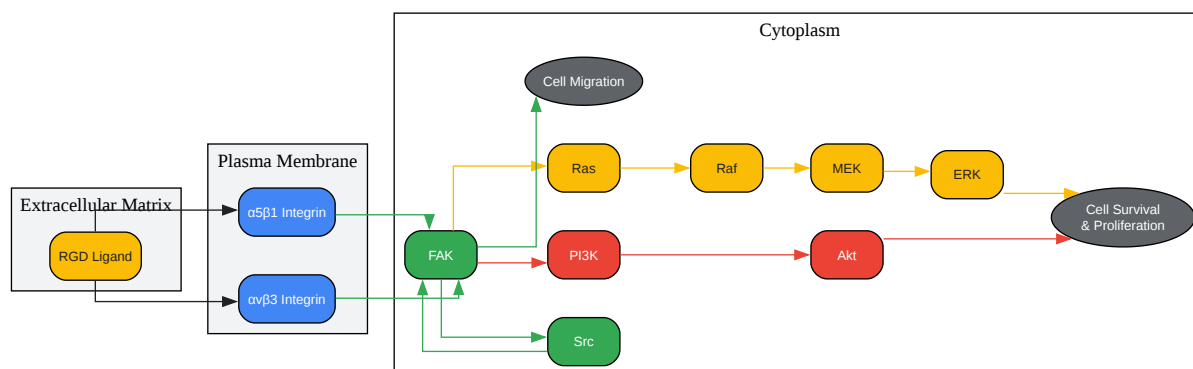 Cytoplasm
Cell Migration
Plasma Membrane
Extracellular Matrix
Ras
Raf
MEK
ERK
α5β1 Integrin
RGD Ligand
FAK
PI3K
Akt
Cell Survival
& Proliferation
αvβ3 Integrin
Src